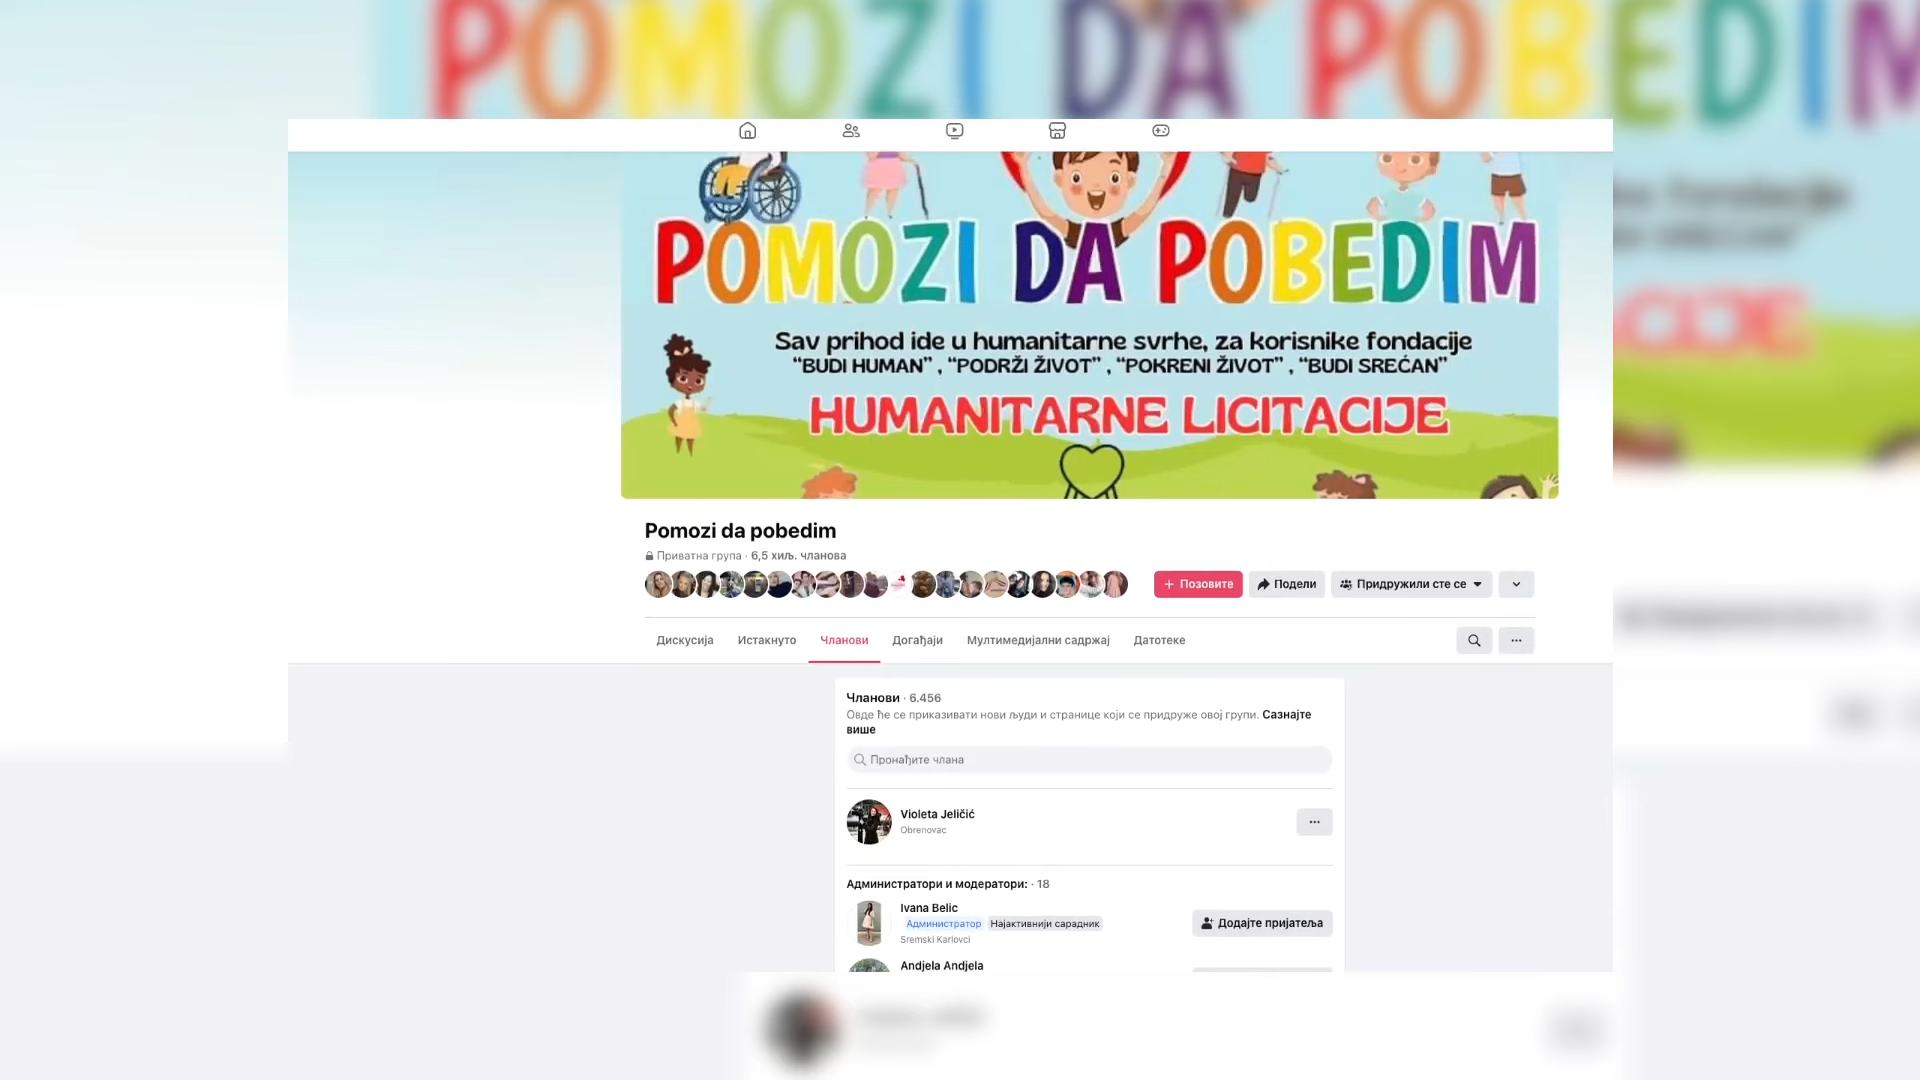 POMOZI DA POBEDIM
POMOZI DA POBEDIM
Sav prihod ide u humanitarne svrhe, za korisnike fondacije
“BUDI HUMAN” , “PODRŽI ŽIVOT” , “POKRENI ŽIVOT” , “BUDI SREĆAN”
HUMANITARNE LICITACIJE
Pomozi da pobedim
Приватна група · 6,5 хиљ. чланова
+ Позовите
Подели
Придружили сте се
Дискусија
Истакнуто
Чланови
Догађаји
Мултимедијални садржај
Датотеке
Чланови · 6.456
Овде ће се приказивати нови људи и странице који се придруже овој групи. Сазнајте
више
Пронађите члана
Violeta Jeličić
Obrenovac
Администратори и модератори: · 18
Ivana Belic
Администратор Најактивнији сарадник
Sremski Karlovci
Додајте пријатеља
Andjela Andjela